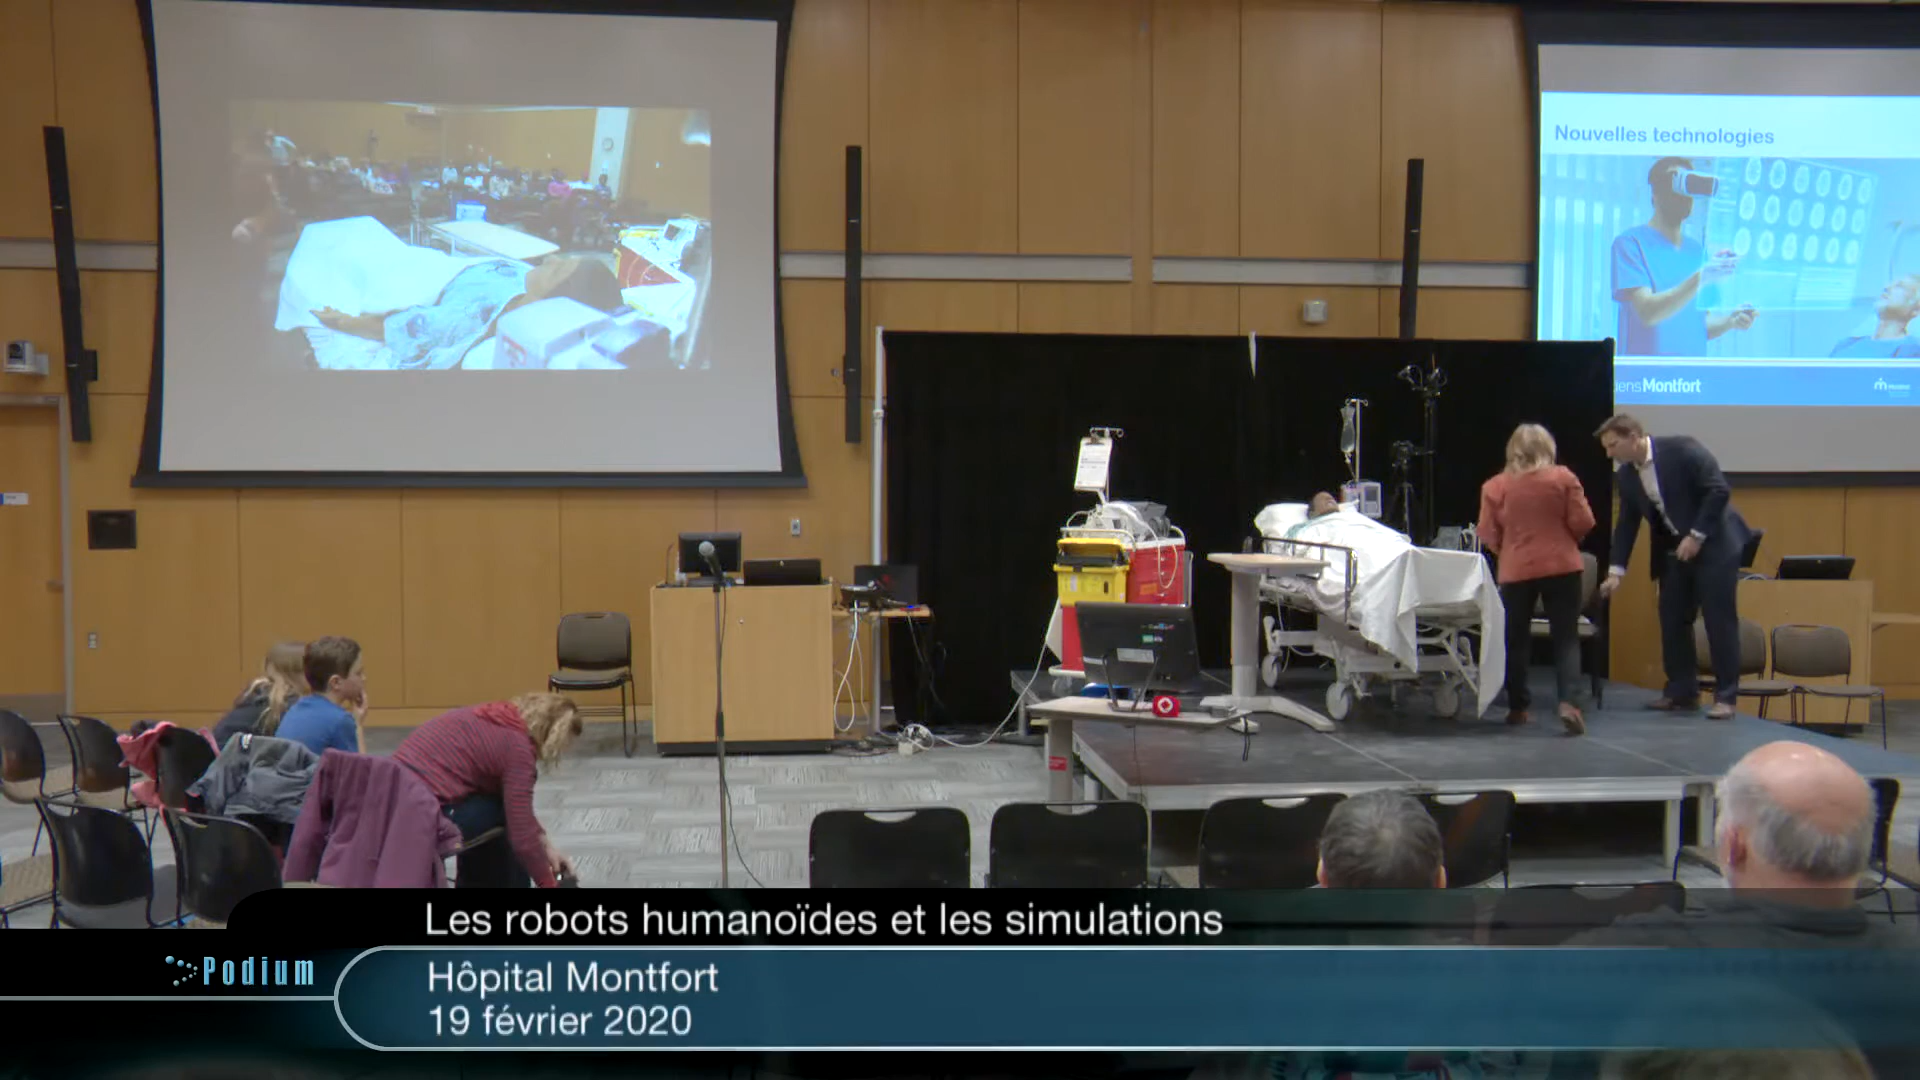 Nouvelles technologies
Montfort
Les robots humanoïdes et les simulations
Podium
Hôpital Montfort
19 février 2020